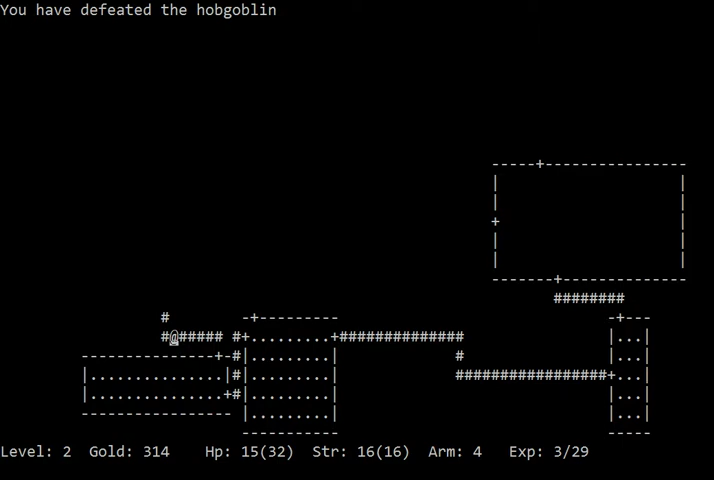 You have defeated the hobgoblin
-----+----------------
|                    |
|                    |
+                    |
|                    |
|                    |
-------+--------------
########
# -+--------- -+---
#@##### #+.........+############## |...|
---------------+-#|.........| # |...|
|...............|#|.........| #################+...|
|...............+#|.........| |...|
----------------- |.........| |...|
----------- -----
Level: 2 Gold: 314 Hp: 15(32) Str: 16(16) Arm: 4 Exp: 3/29